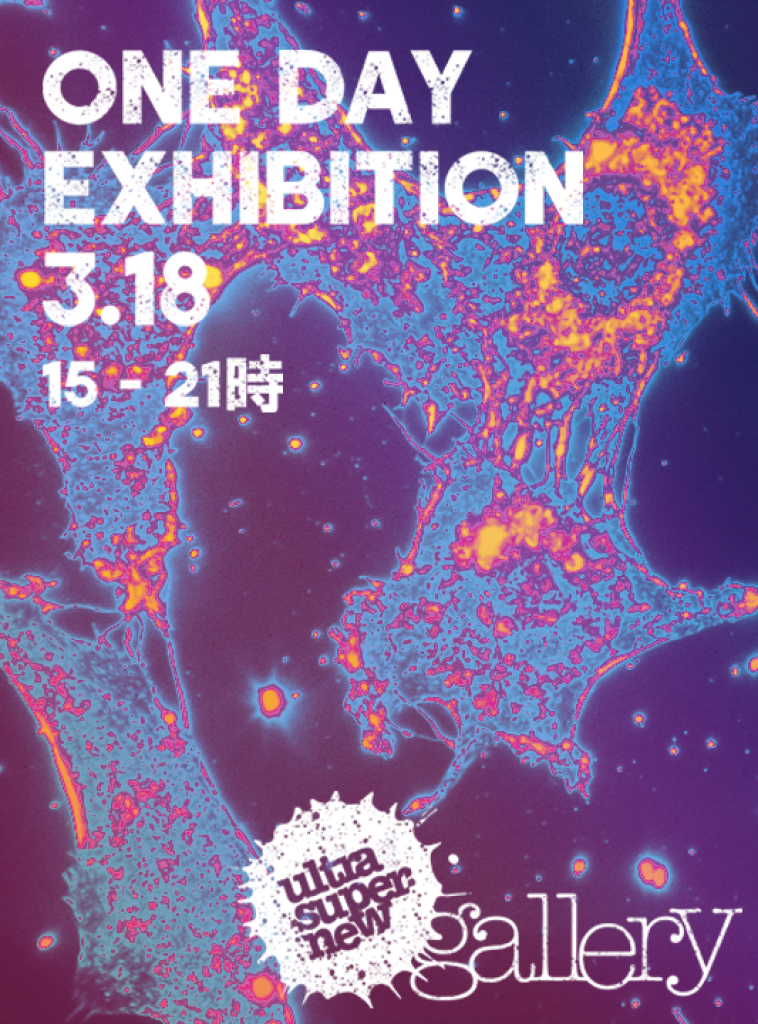 ONE DAY
EXHIBITION
3.18
15 - 21時
ultra
super
new
gallery